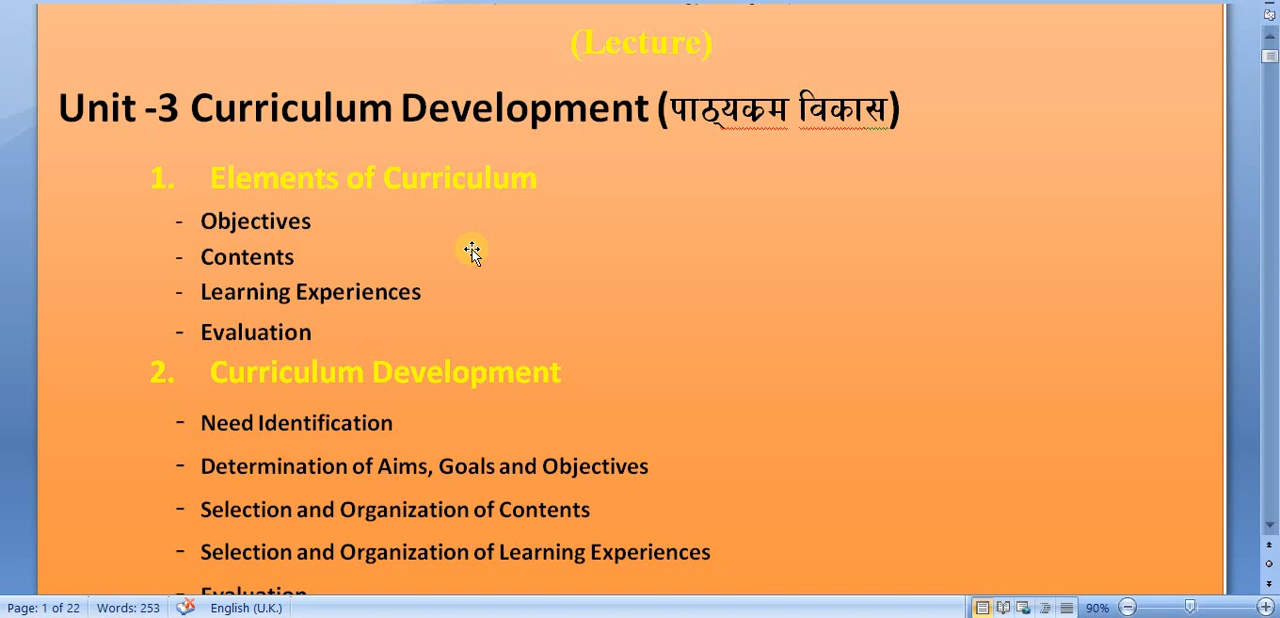 (Lecture)
Unit -3 Curriculum Development (पाठ्यक्रम विकास)
1. Elements of Curriculum
- Objectives
- Contents
- Learning Experiences
- Evaluation
2. Curriculum Development
- Need Identification
- Determination of Aims, Goals and Objectives
- Selection and Organization of Contents
- Selection and Organization of Learning Experiences
- Evaluation
Page: 1 of 22 Words: 253 English (U.K.) 90%